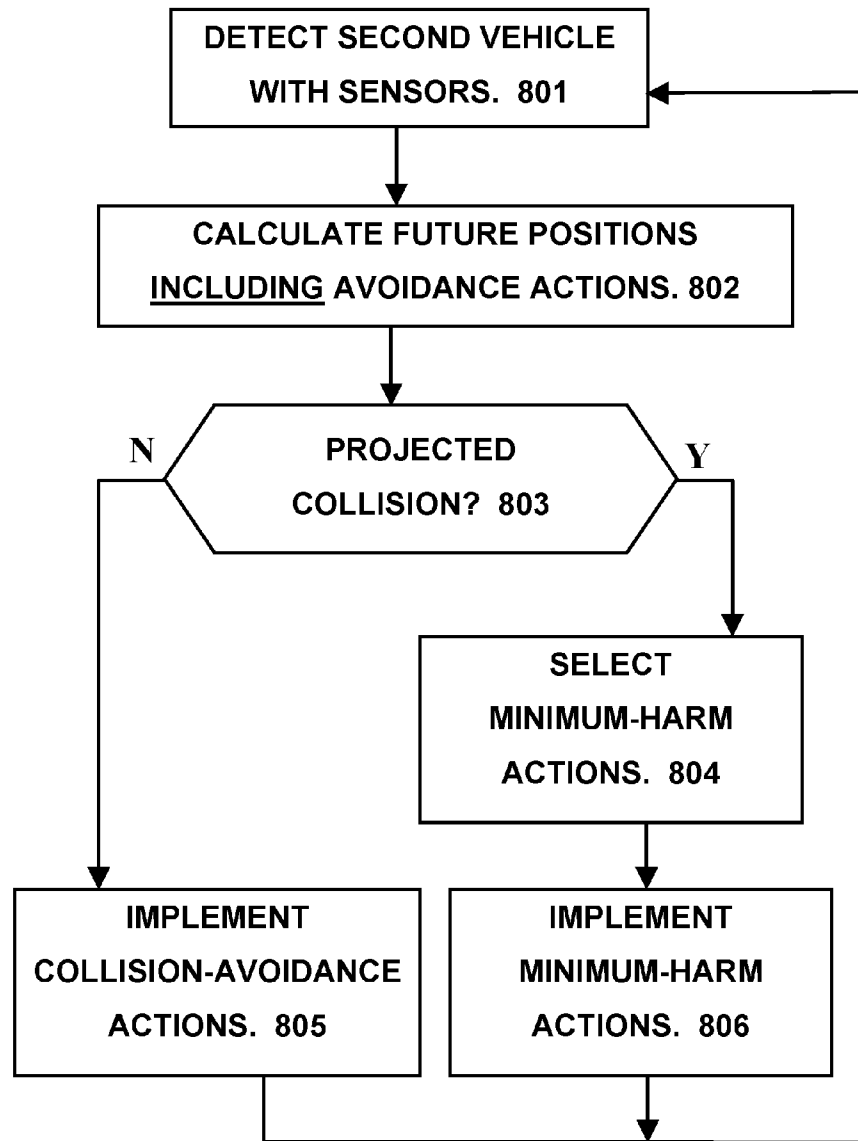 DETECT SECOND VEHICLE
WITH SENSORS. 801
CALCULATE FUTURE POSITIONS
INCLUDING AVOIDANCE ACTIONS. 802
N
PROJECTED
COLLISION? 803
Y
SELECT
MINIMUM-HARM
ACTIONS. 804
IMPLEMENT
COLLISION-AVOIDANCE
ACTIONS. 805
IMPLEMENT
MINIMUM-HARM
ACTIONS. 806